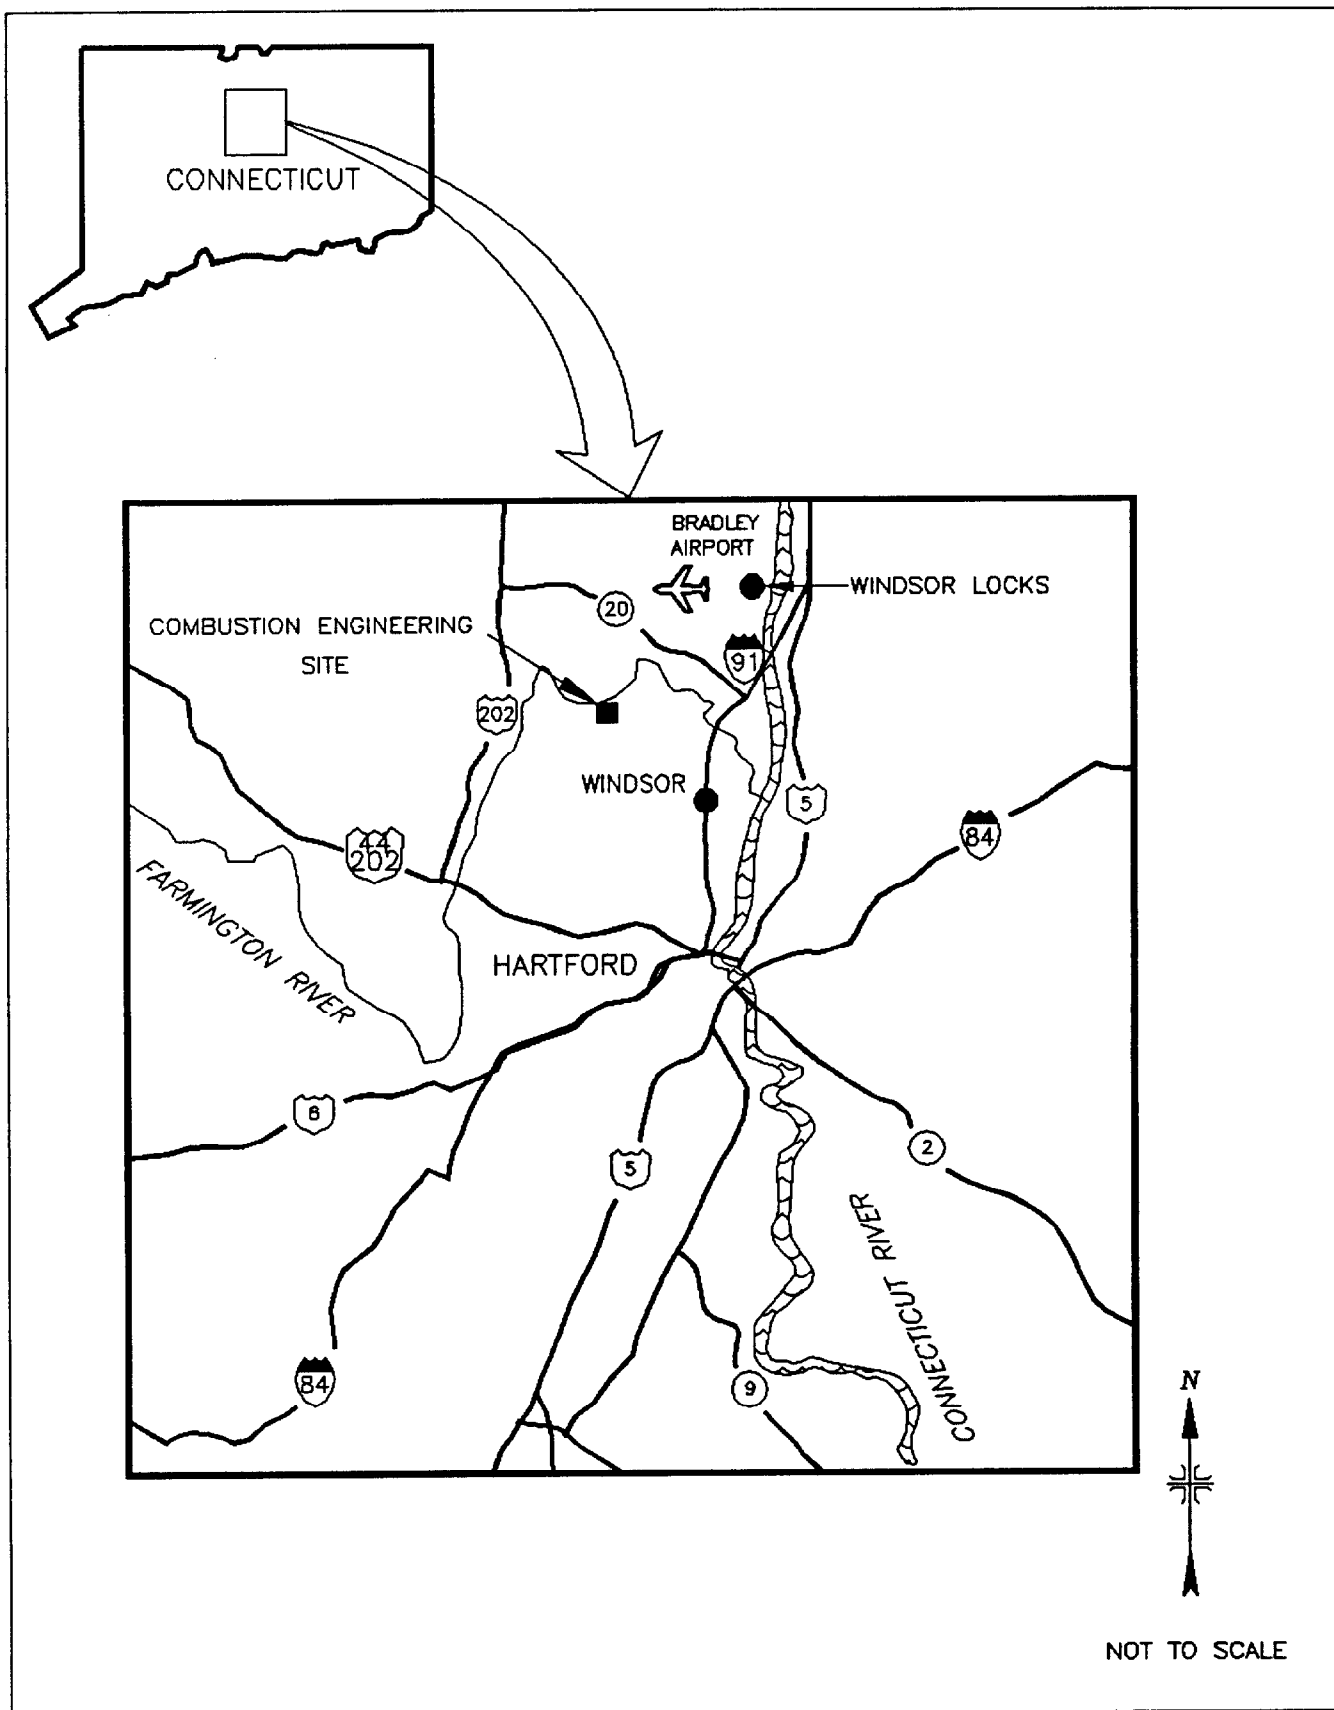 CONNECTICUT
BRADLEY
AIRPORT
WINDSOR LOCKS
20
COMBUSTION ENGINEERING
SITE
91
202
WINDSOR
5
84
44
202
FARMINGTON RIVER
HARTFORD
6
2
5
CONNECTICUT RIVER
84
9
N
NOT TO SCALE